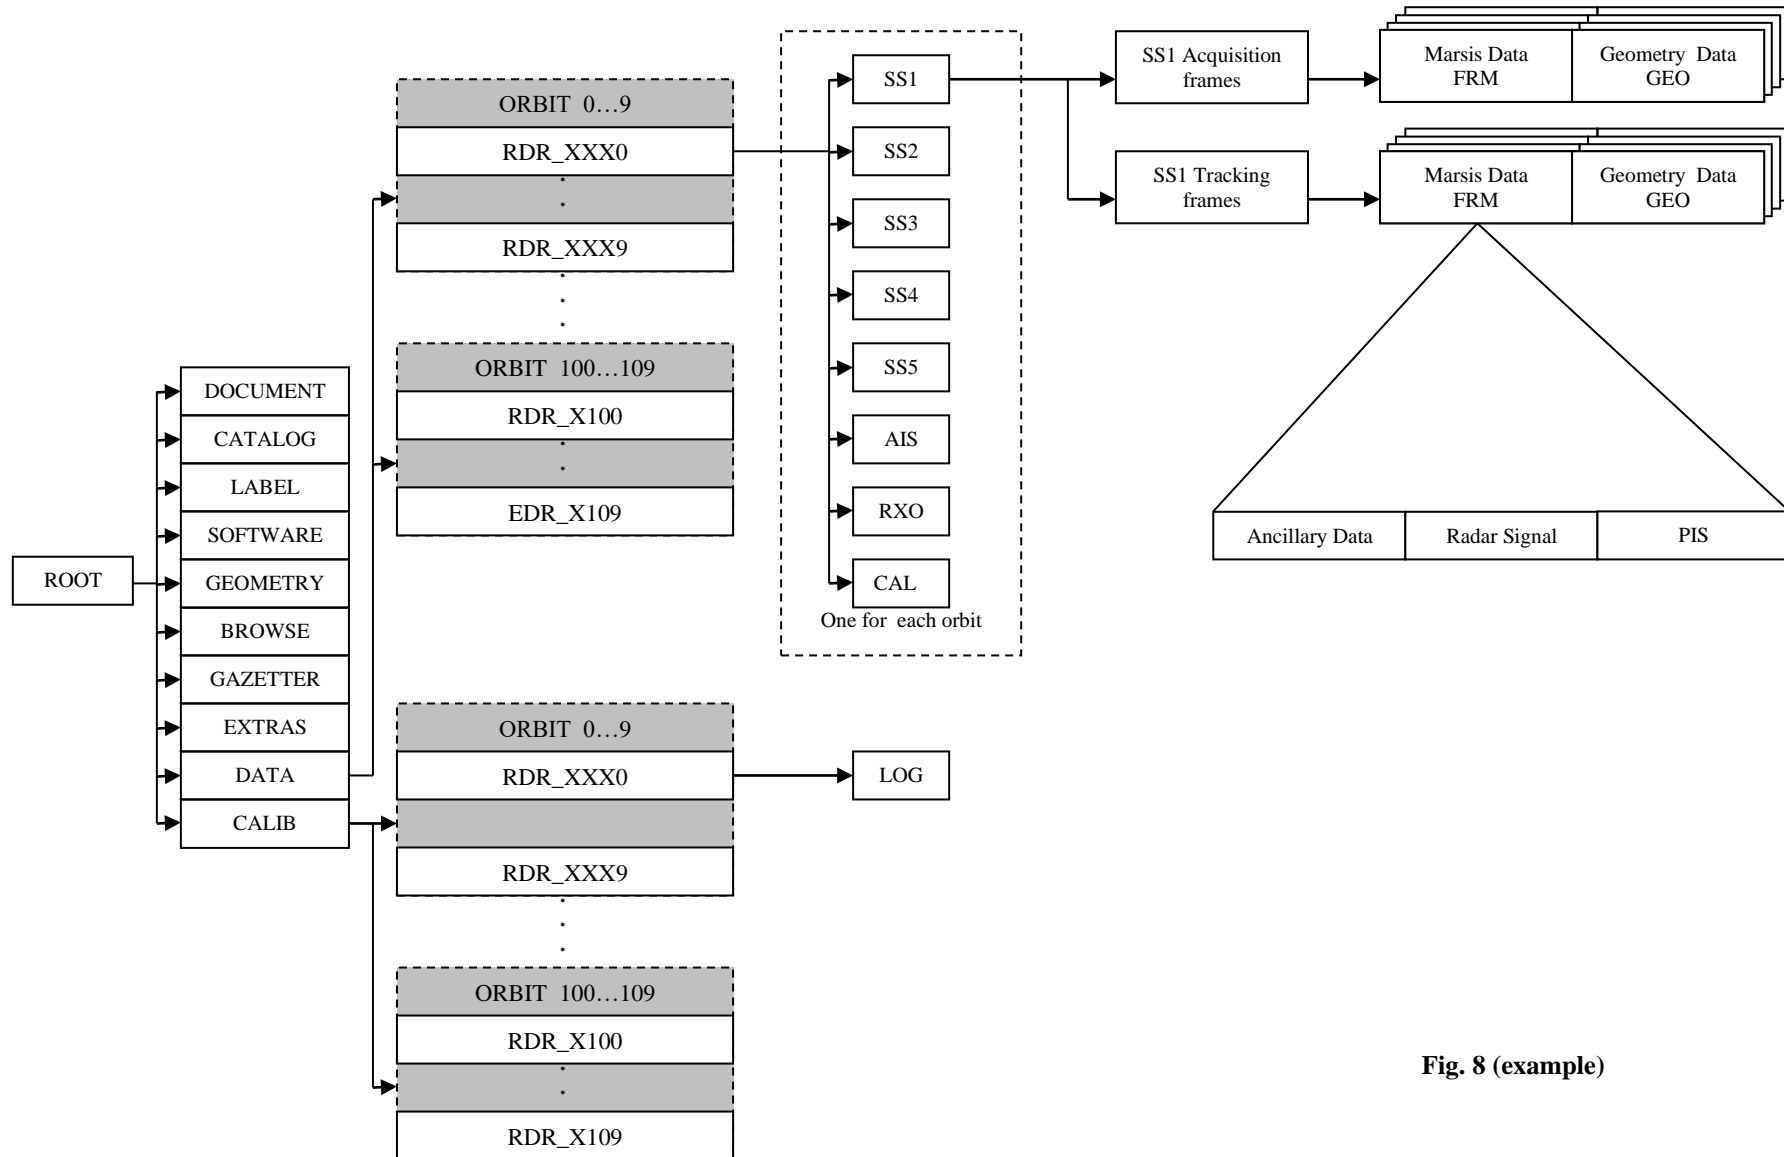 ROOT
DOCUMENT
CATALOG
LABEL
SOFTWARE
GEOMETRY
BROWSE
GAZETTER
EXTRAS
DATA
CALIB
ORBIT 0…9
RDR_XXX0
.
.
RDR_XXX9
.
.
.
ORBIT 100…109
RDR_X100
.
.
EDR_X109
ORBIT 0…9
RDR_XXX0
RDR_XXX9
.
.
.
ORBIT 100…109
RDR_X100
.
.
RDR_X109
SS1
SS2
SS3
SS4
SS5
AIS
RXO
CAL
One for each orbit
LOG
SS1 Acquisition
frames
Marsis Data
FRM
Geometry Data
GEO
SS1 Tracking
frames
Marsis Data
FRM
Geometry Data
GEO
Ancillary Data
Radar Signal
PIS
Fig. 8 (example)